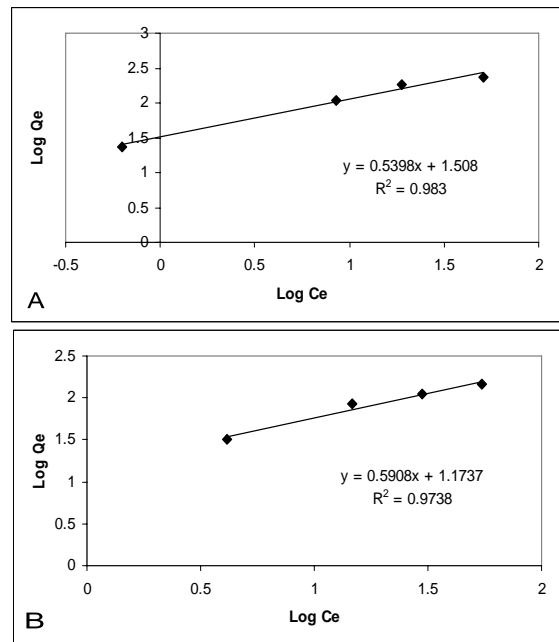 3
2.5
2
1.5
1
0.5
0
-0.5 0 0.5 1 1.5 2
Log Qe
Log Ce
y = 0.5398x + 1.508
R² = 0.983
A
2.5
2
1.5
1
0.5
0
0 0.5 1 1.5 2
Log Qe
Log Ce
y = 0.5908x + 1.1737
R² = 0.9738
B